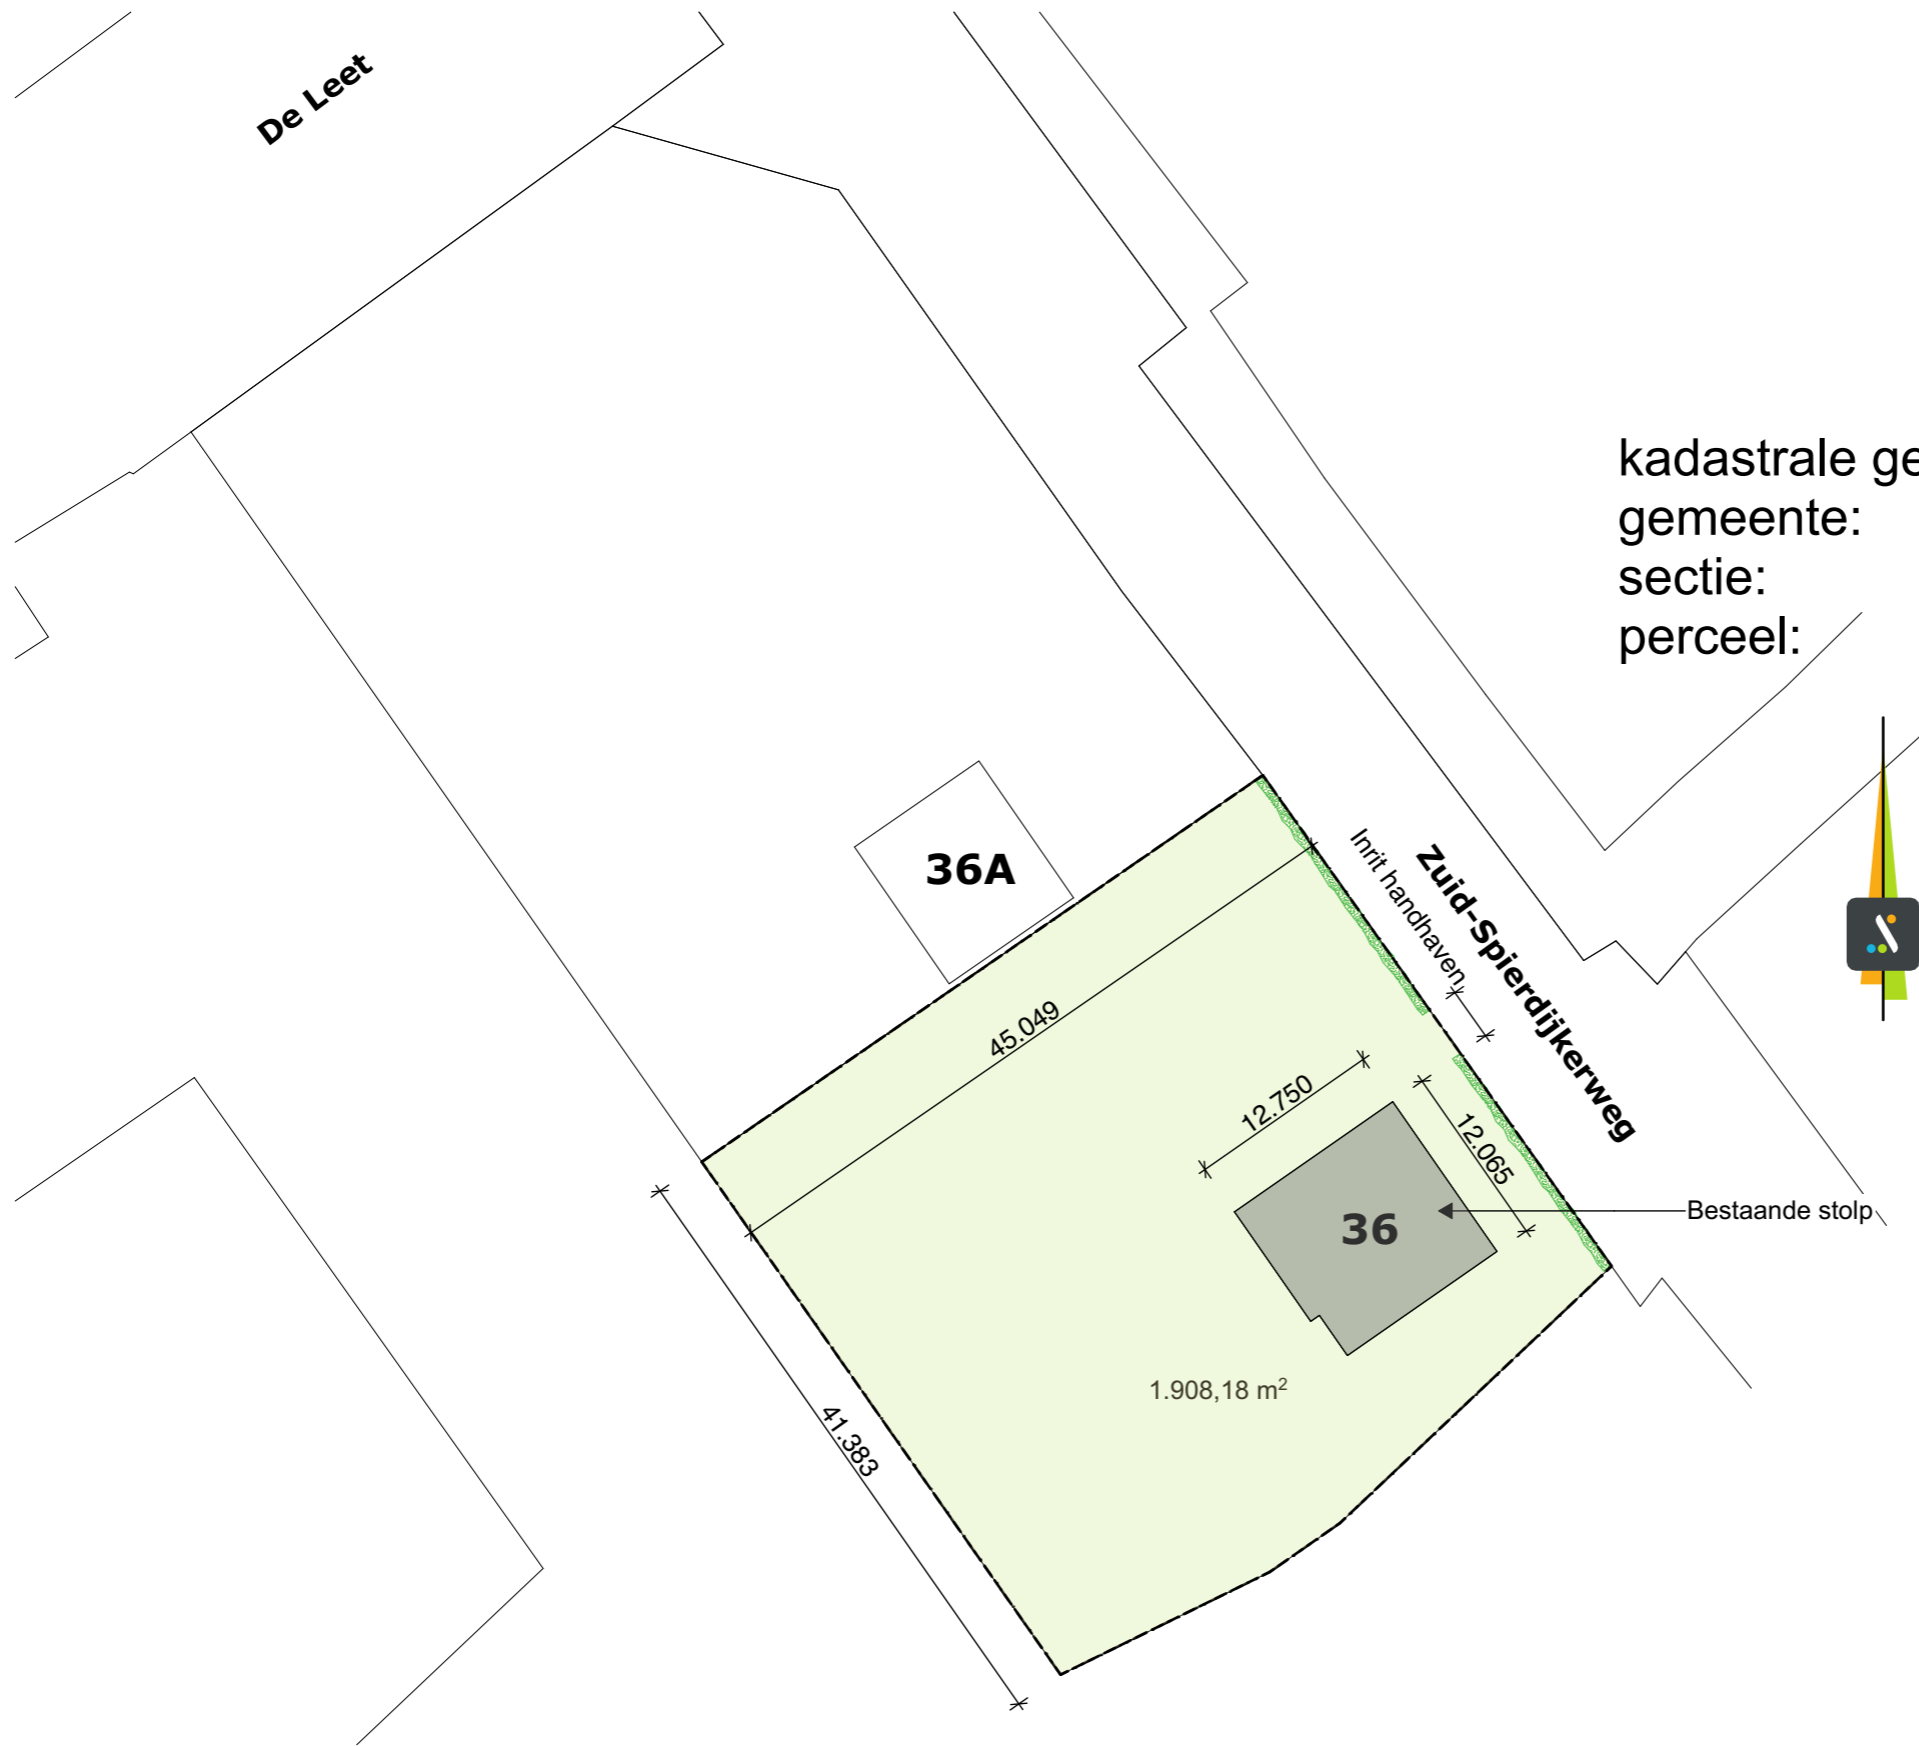 De Leet
kadastrale ge
gemeente:
sectie:
perceel:
36A
Inrit handhaven
Zuid-Spierdijkerweg
45.049
12.750
12.065
36
Bestaande stolp
1.908,18 m²
41.383